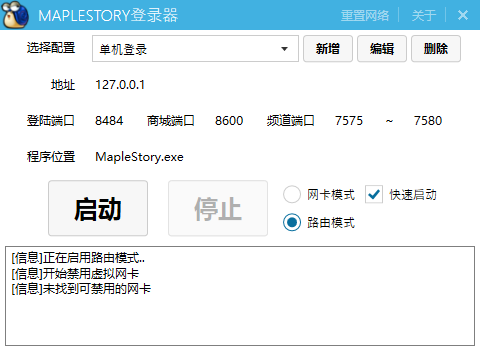 MAPLESTORY登录器 重置网络 关于
选择配置 单机登录 新增 编辑 删除
地址 127.0.0.1
登陆端口 8484 商城端口 8600 频道端口 7575 ~ 7580
程序位置 MapleStory.exe
启动 停止 网卡模式 快速启动
路由模式
[信息]正在启用路由模式..
[信息]开始禁用虚拟网卡
[信息]未找到可禁用的网卡